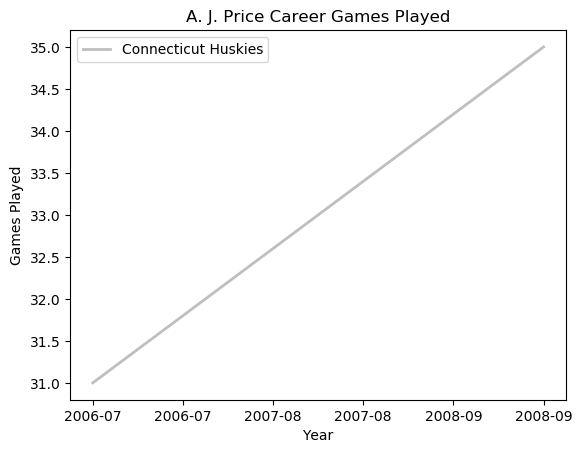 A. J. Price Career Games Played
Connecticut Huskies
35.0
34.5
34.0
33.5
33.0
32.5
32.0
31.5
31.0
Games Played
2006-07 2006-07 2007-08 2007-08 2008-09 2008-09
Year